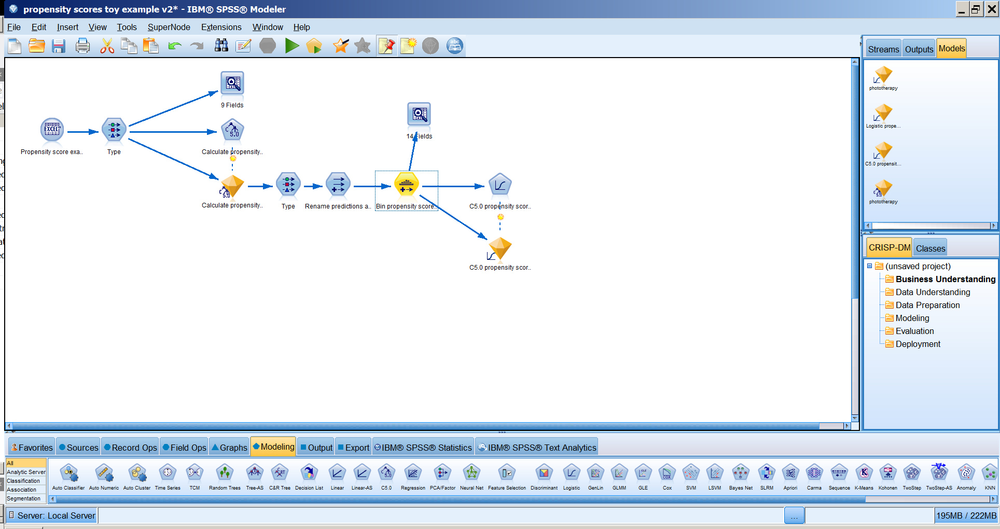 propensity scores toy example v2* - IBM® SPSS® Modeler
File Edit Insert View Tools SuperNode Extensions Window Help
Streams Outputs Models
9 Fields
EXCEL
Propensity score exa..
Type
C 5.0
Calculate propensity..
14 Fields
C 5.0
Calculate propensity..
Type
Rename predictions a..
Bin propensity score..
C5.0 propensity scor..
C5.0 propensity scor..
phototherapy
Logistic prope...
C5.0 propensit...
phototherapy
CRISP-DM Classes
(unsaved project)
Business Understanding
Data Understanding
Data Preparation
Modeling
Evaluation
Deployment
Favorites Sources Record Ops Field Ops Graphs Modeling Output Export IBM® SPSS® Statistics IBM® SPSS® Text Analytics
All
Analytic Server
Classification
Association
Segmentation
Auto Classifier Auto Numeric Auto Cluster Time Series TCM Random Trees Tree-AS C&R Tree Decision List Linear Linear-AS C5.0 Regression PCA/Factor Neural Net Feature Selection Discriminant Logistic GenLin GLMM GLE Cox SVM LSVM Bayes Net SLRM Apriori Carma Sequence K-Means Kohonen TwoStep TwoStep-AS Anomaly KNN
Server: Local Server
...
195MB / 222MB